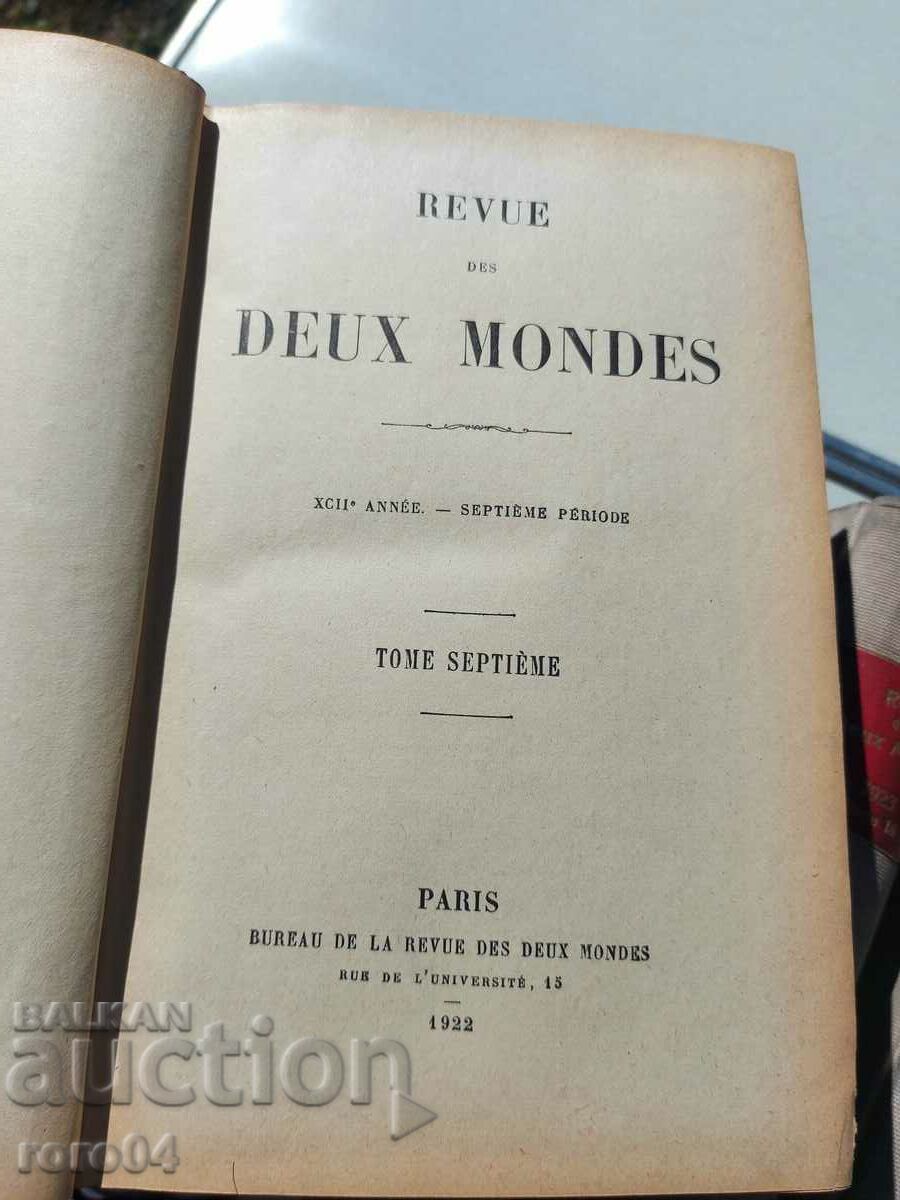 REVUE
DES
DEUX MONDES
XCIIe ANNÉE. — SEPTIÈME PÉRIODE
TOME SEPTIÈME
PARIS
BUREAU DE LA REVUE DES DEUX MONDES
RUE DE L'UNIVERSITÉ, 15
1922
1923
BALKAN
auction
roro04